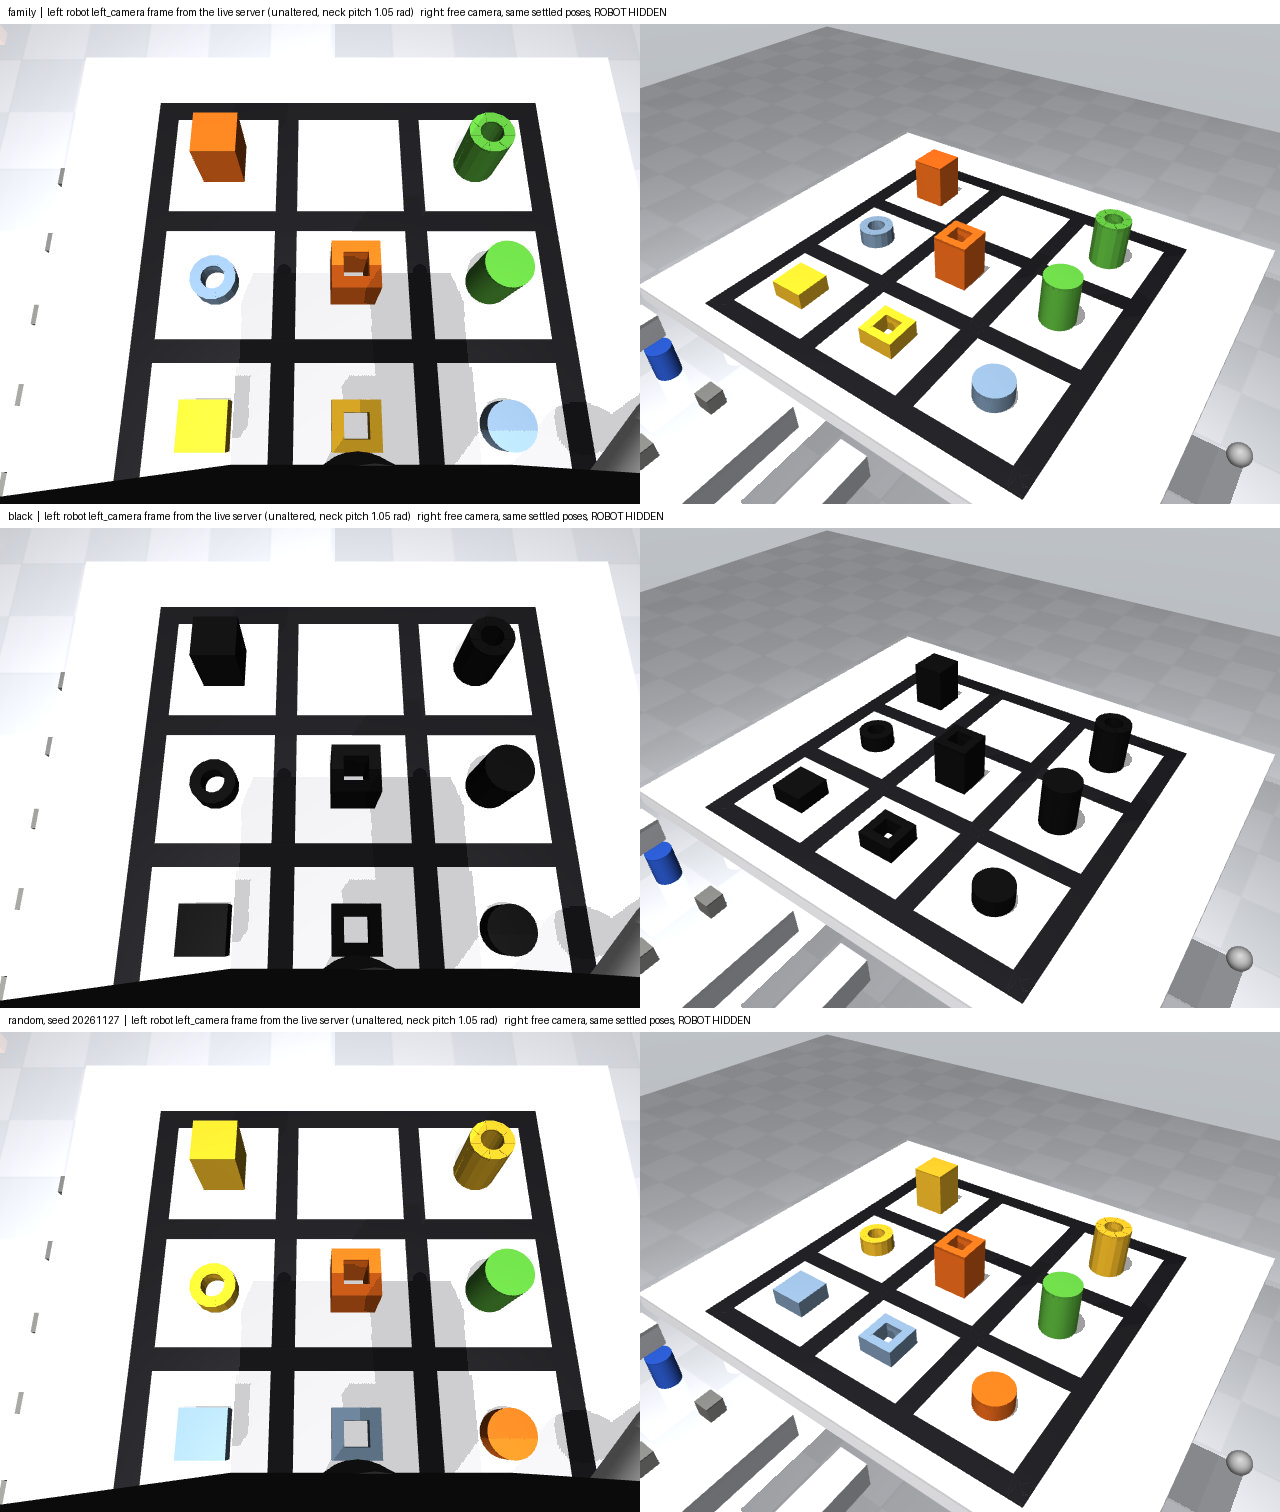 family | left: robot left_camera frame from the live server (unaltered, neck pitch 1.05 rad)   right: free camera, same settled poses, ROBOT HIDDEN
black | left: robot left_camera frame from the live server (unaltered, neck pitch 1.05 rad)   right: free camera, same settled poses, ROBOT HIDDEN
random, seed 20261127 | left: robot left_camera frame from the live server (unaltered, neck pitch 1.05 rad)   right: free camera, same settled poses, ROBOT HIDDEN